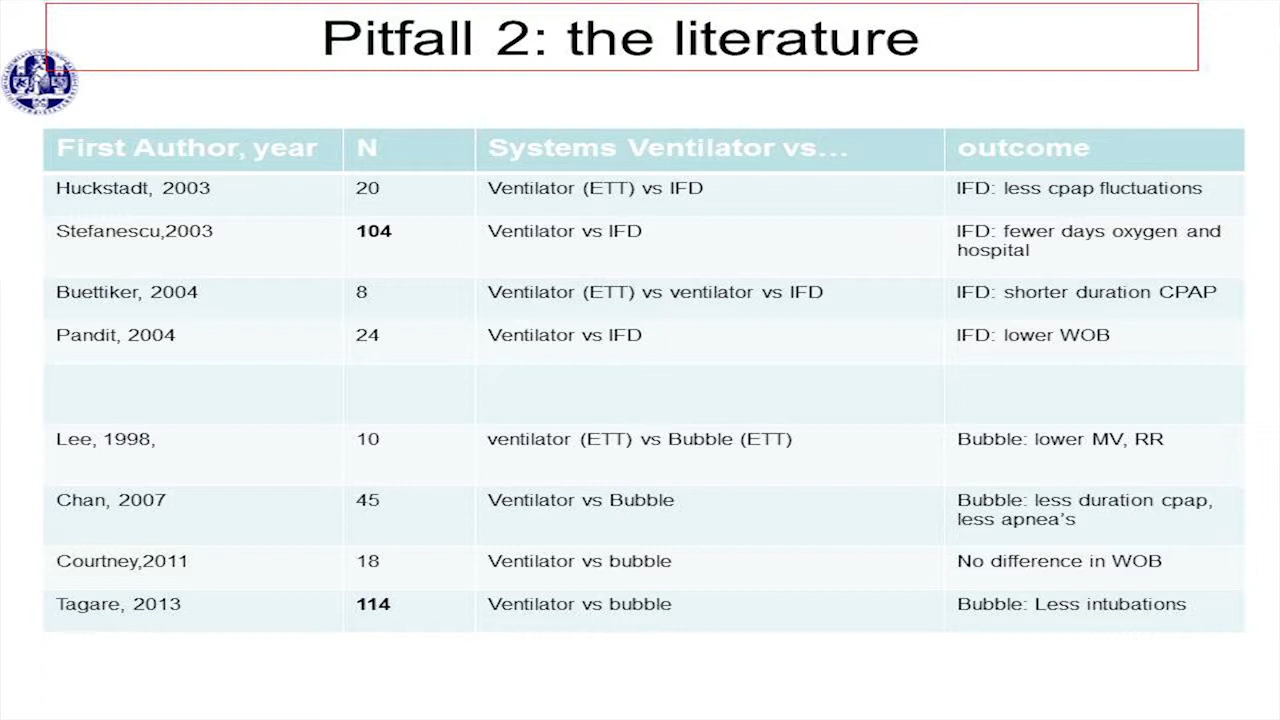 Pitfall 2: the literature
First Author, year N Systems Ventilator vs... outcome
Huckstadt, 2003 20 Ventilator (ETT) vs IFD IFD: less cpap fluctuations
Stefanescu,2003 104 Ventilator vs IFD IFD: fewer days oxygen and
hospital
Buettiker, 2004 8 Ventilator (ETT) vs ventilator vs IFD IFD: shorter duration CPAP
Pandit, 2004 24 Ventilator vs IFD IFD: lower WOB
Lee, 1998, 10 ventilator (ETT) vs Bubble (ETT) Bubble: lower MV, RR
Chan, 2007 45 Ventilator vs Bubble Bubble: less duration cpap,
less apnea's
Courtney,2011 18 Ventilator vs bubble No difference in WOB
Tagare, 2013 114 Ventilator vs bubble Bubble: Less intubations